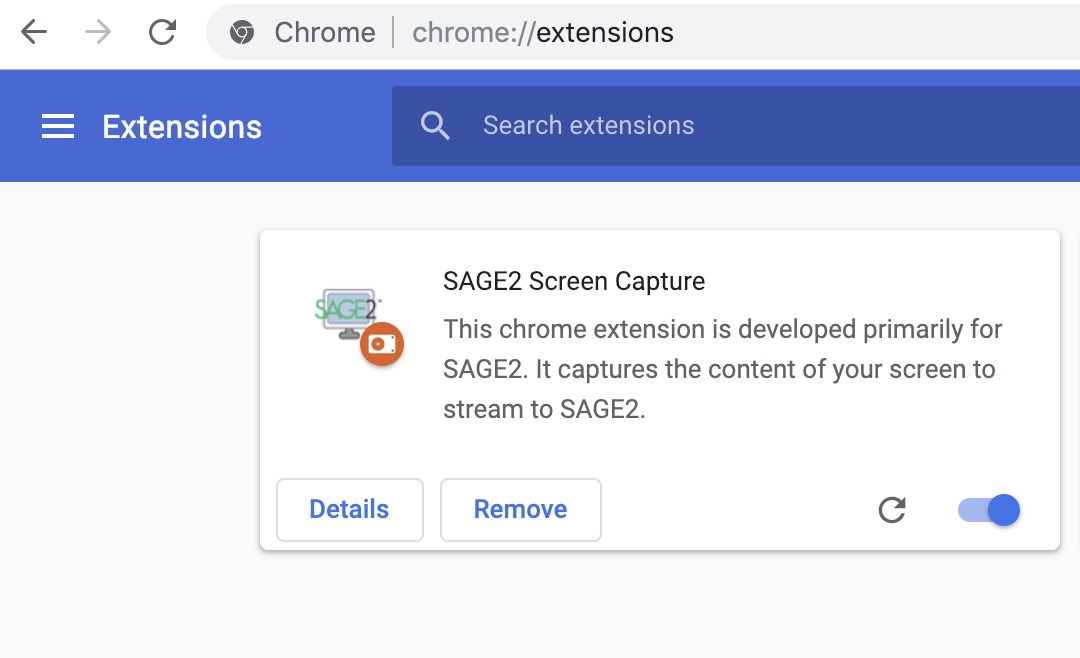 Chrome | chrome://extensions
Extensions
Search extensions
SAGE2
SAGE2 Screen Capture
This chrome extension is developed primarily for
SAGE2. It captures the content of your screen to
stream to SAGE2.
Details
Remove